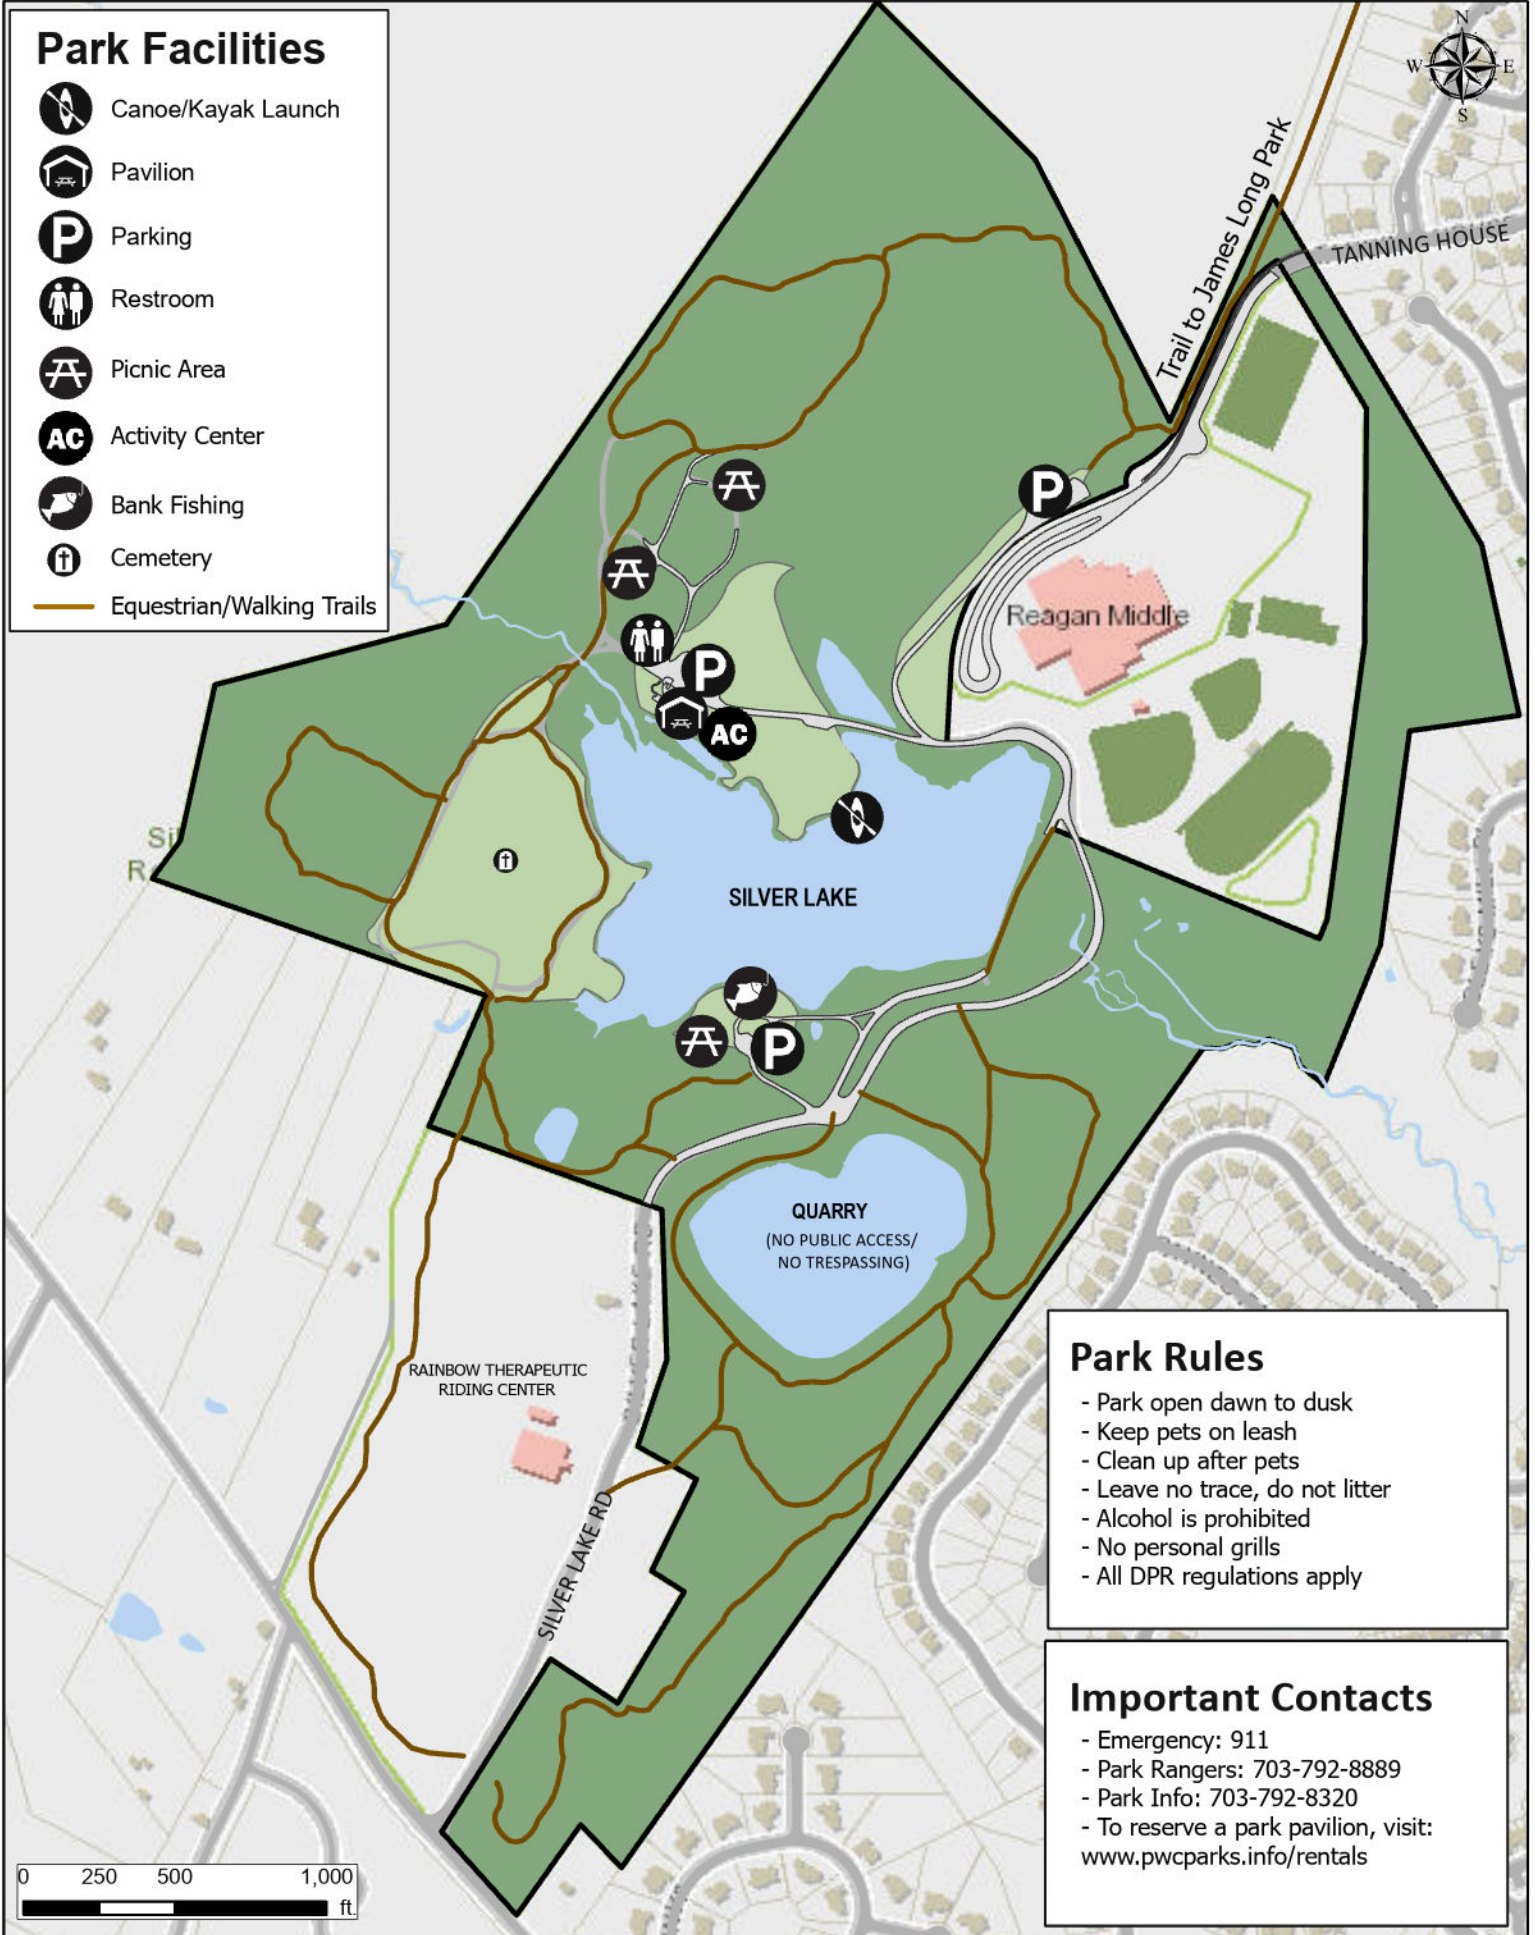 Park Facilities
Canoe/Kayak Launch
Pavilion
P
Parking
Restroom
Picnic Area
AC
Activity Center
Bank Fishing
Cemetery
Equestrian/Walking Trails
N
W
E
S
TANNING HOUSE
Trail to James Long Park
P
Reagan Middle
P
AC
Sil
R
SILVER LAKE
P
QUARRY
(NO PUBLIC ACCESS/
NO TRESPASSING)
RAINBOW THERAPEUTIC
RIDING CENTER
SILVER LAKE RD
Park Rules
- Park open dawn to dusk
- Keep pets on leash
- Clean up after pets
- Leave no trace, do not litter
- Alcohol is prohibited
- No personal grills
- All DPR regulations apply
Important Contacts
- Emergency: 911
- Park Rangers: 703-792-8889
- Park Info: 703-792-8320
- To reserve a park pavilion, visit:
www.pwcparks.info/rentals
0 250 500 1,000
ft.